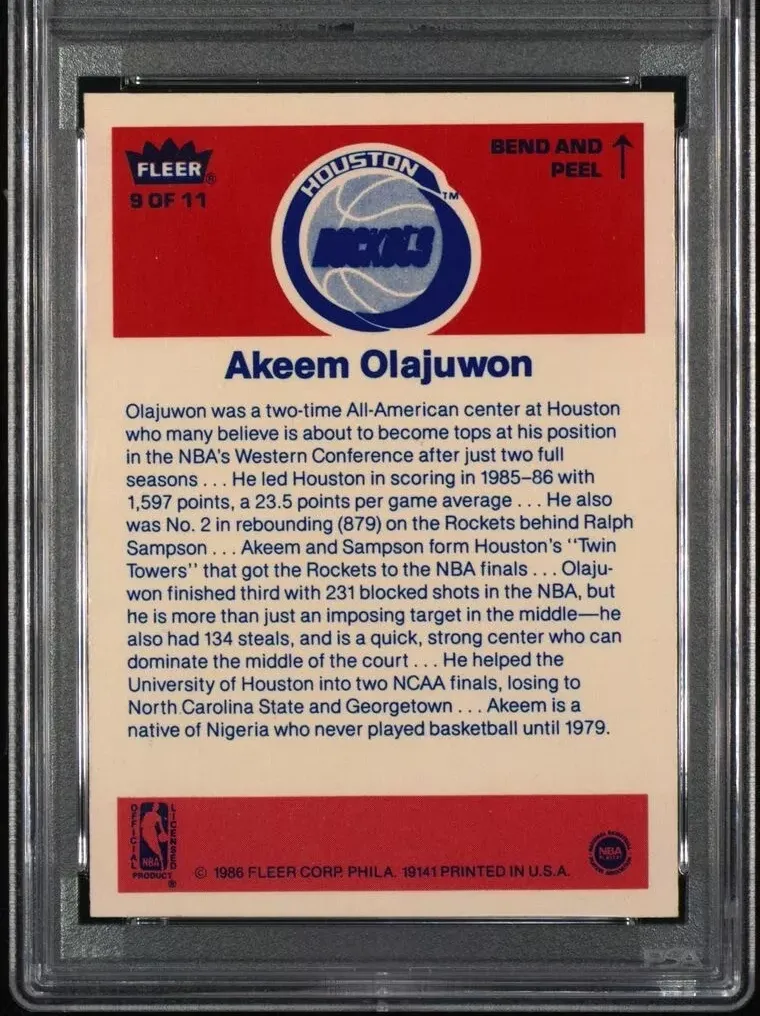 FLEER®
9 OF 11
HOUSTON
ROCKETS
TM
BEND AND
PEEL
Akeem Olajuwon
Olajuwon was a two-time All-American center at Houston
who many believe is about to become tops at his position
in the NBA's Western Conference after just two full
seasons . . . He led Houston in scoring in 1985–86 with
1,597 points, a 23.5 points per game average . . . He also
was No. 2 in rebounding (879) on the Rockets behind Ralph
Sampson . . . Akeem and Sampson form Houston's "Twin
Towers" that got the Rockets to the NBA finals . . . Olaju-
won finished third with 231 blocked shots in the NBA, but
he is more than just an imposing target in the middle—he
also had 134 steals, and is a quick, strong center who can
dominate the middle of the court . . . He helped the
University of Houston into two NCAA finals, losing to
North Carolina State and Georgetown . . . Akeem is a
native of Nigeria who never played basketball until 1979.
OFFICIAL
LICENSED
NBA
PRODUCT ®
© 1986 FLEER CORP. PHILA. 19141 PRINTED IN U.S.A.
NBA
PLAYERS
PSA